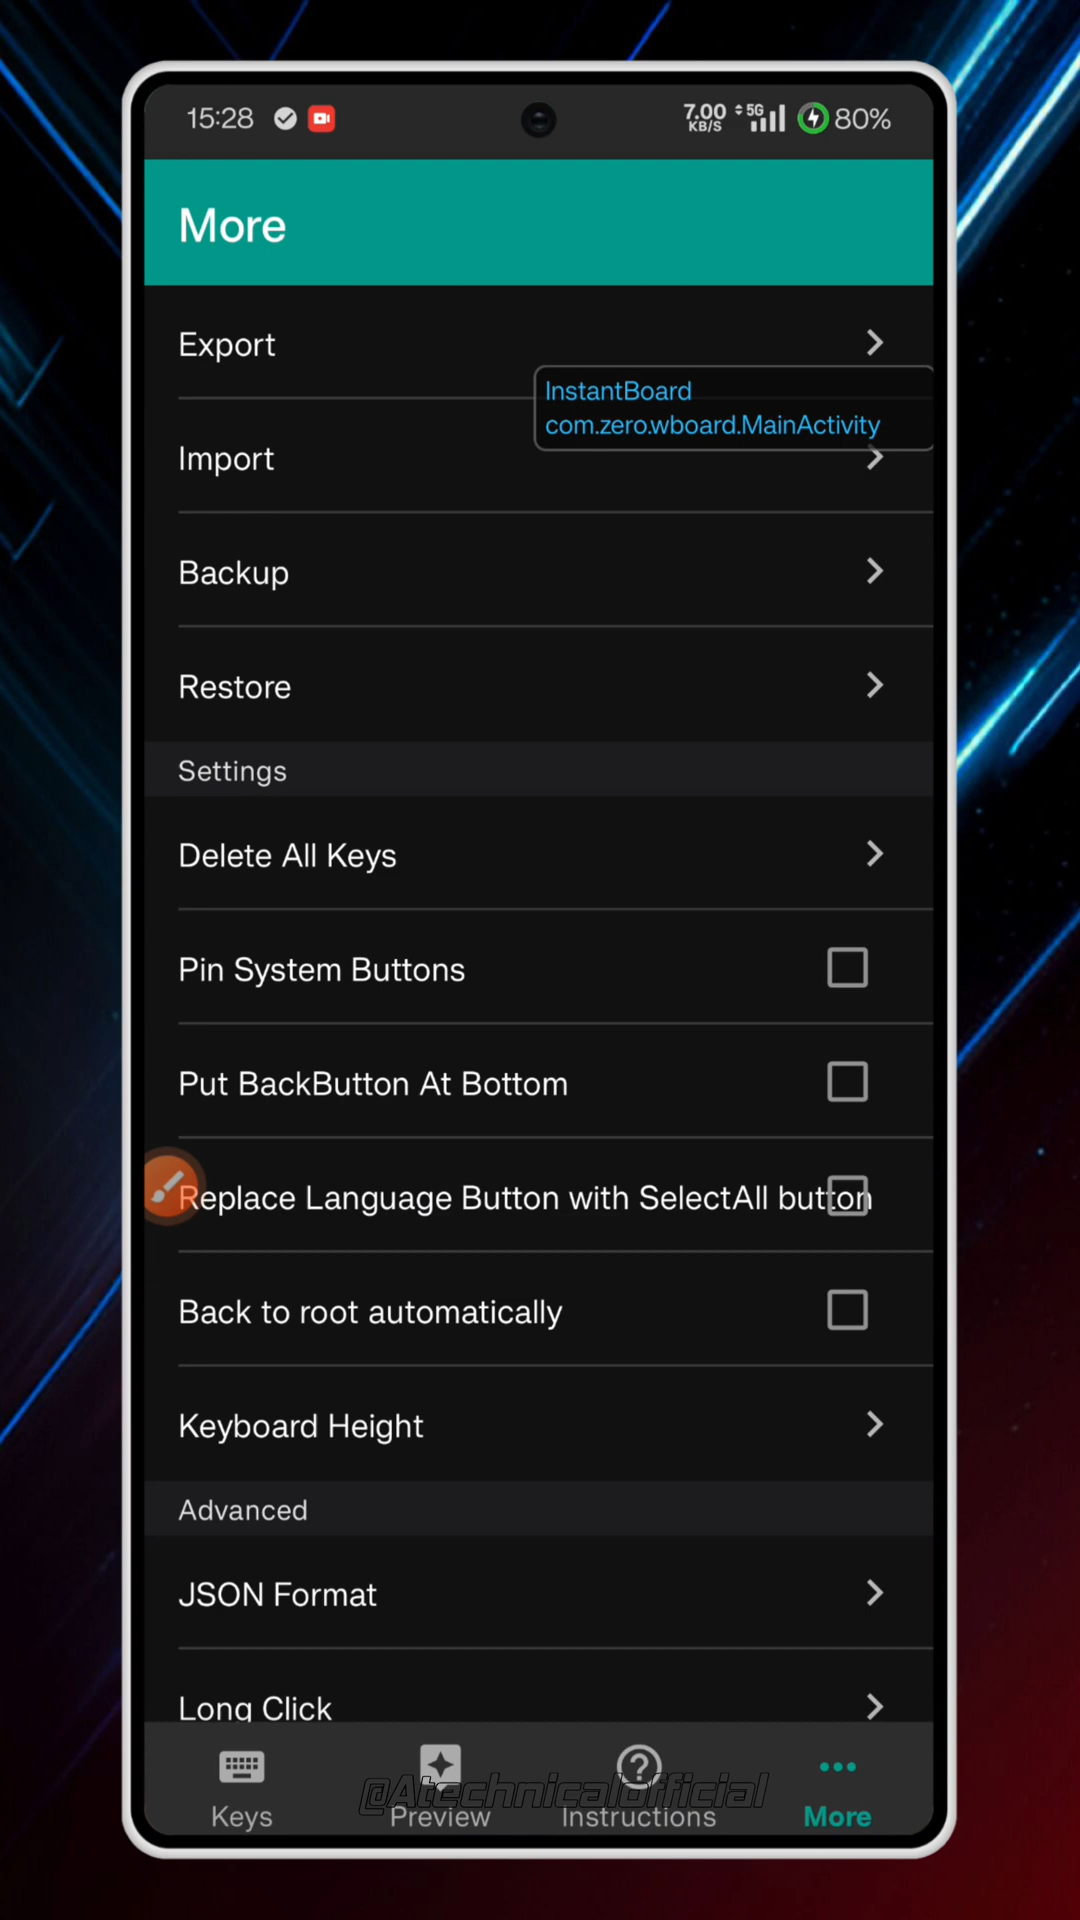 15:28 7.00 KB/S 5G 80%
More
Export
InstantBoard
com.zero.wboard.MainActivity
Import
Backup
Restore
Settings
Delete All Keys
Pin System Buttons
Put BackButton At Bottom
Replace Language Button with SelectAll button
Back to root automatically
Keyboard Height
Advanced
JSON Format
Long Click
@Atechnicalofficial
Keys Preview Instructions More